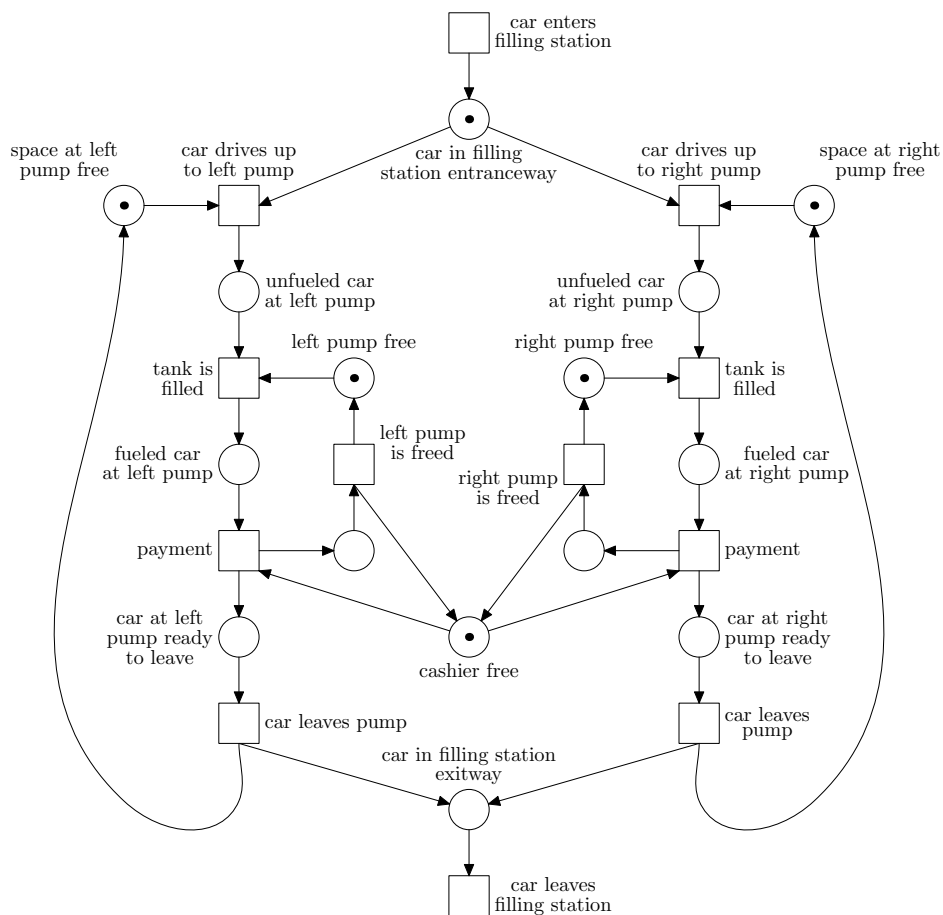 car enters
filling station
car in filling
station entranceway
space at left
pump free
car drives up
to left pump
car drives up
to right pump
space at right
pump free
unfueled car
at left pump
unfueled car
at right pump
left pump free
right pump free
tank is
filled
tank is
filled
left pump
is freed
fueled car
at left pump
right pump
is freed
fueled car
at right pump
payment
payment
car at left
pump ready
to leave
cashier free
car at right
pump ready
to leave
car leaves pump
car leaves
pump
car in filling station
exitway
car leaves
filling station